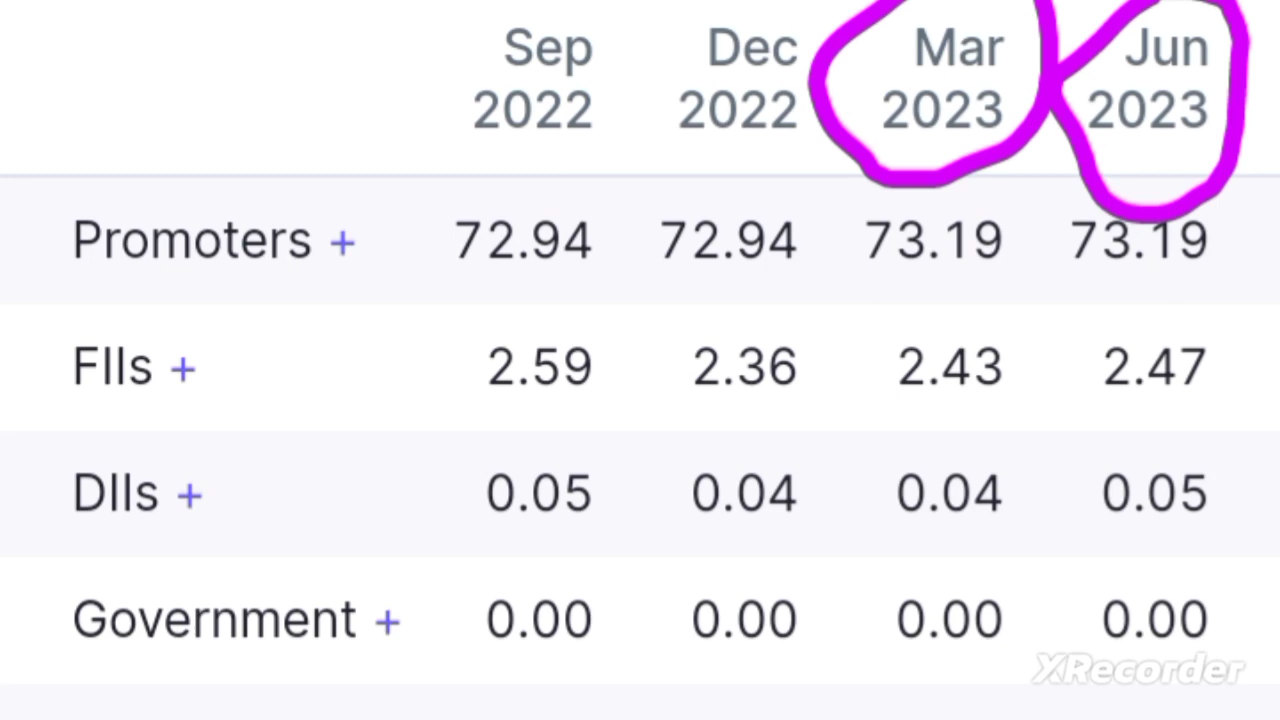 Sep Dec Mar Jun
2022 2022 2023 2023
Promoters + 72.94 72.94 73.19 73.19
FIIs + 2.59 2.36 2.43 2.47
DIIs + 0.05 0.04 0.04 0.05
Government + 0.00 0.00 0.00 0.00
XRecorder